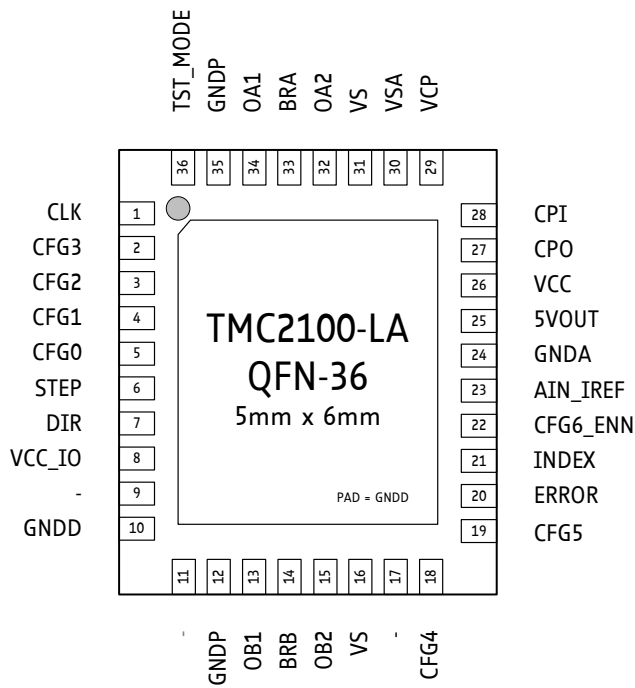 TST_MODE
GNDP
OA1
BRA
OA2
VS
VSA
VCP
36
35
34
33
32
31
30
29
CLK 1
CFG3 2
CFG2 3
CFG1 4
CFG0 5
STEP 6
DIR 7
VCC_IO 8
- 9
GNDD 10
TMC2100-LA
QFN-36
5mm x 6mm
PAD = GNDD
28 CPI
27 CPO
26 VCC
25 5VOUT
24 GNDA
23 AIN_IREF
22 CFG6_ENN
21 INDEX
20 ERROR
19 CFG5
11
12
13
14
15
16
17
18
-
GNDP
OB1
BRB
OB2
VS
-
CFG4